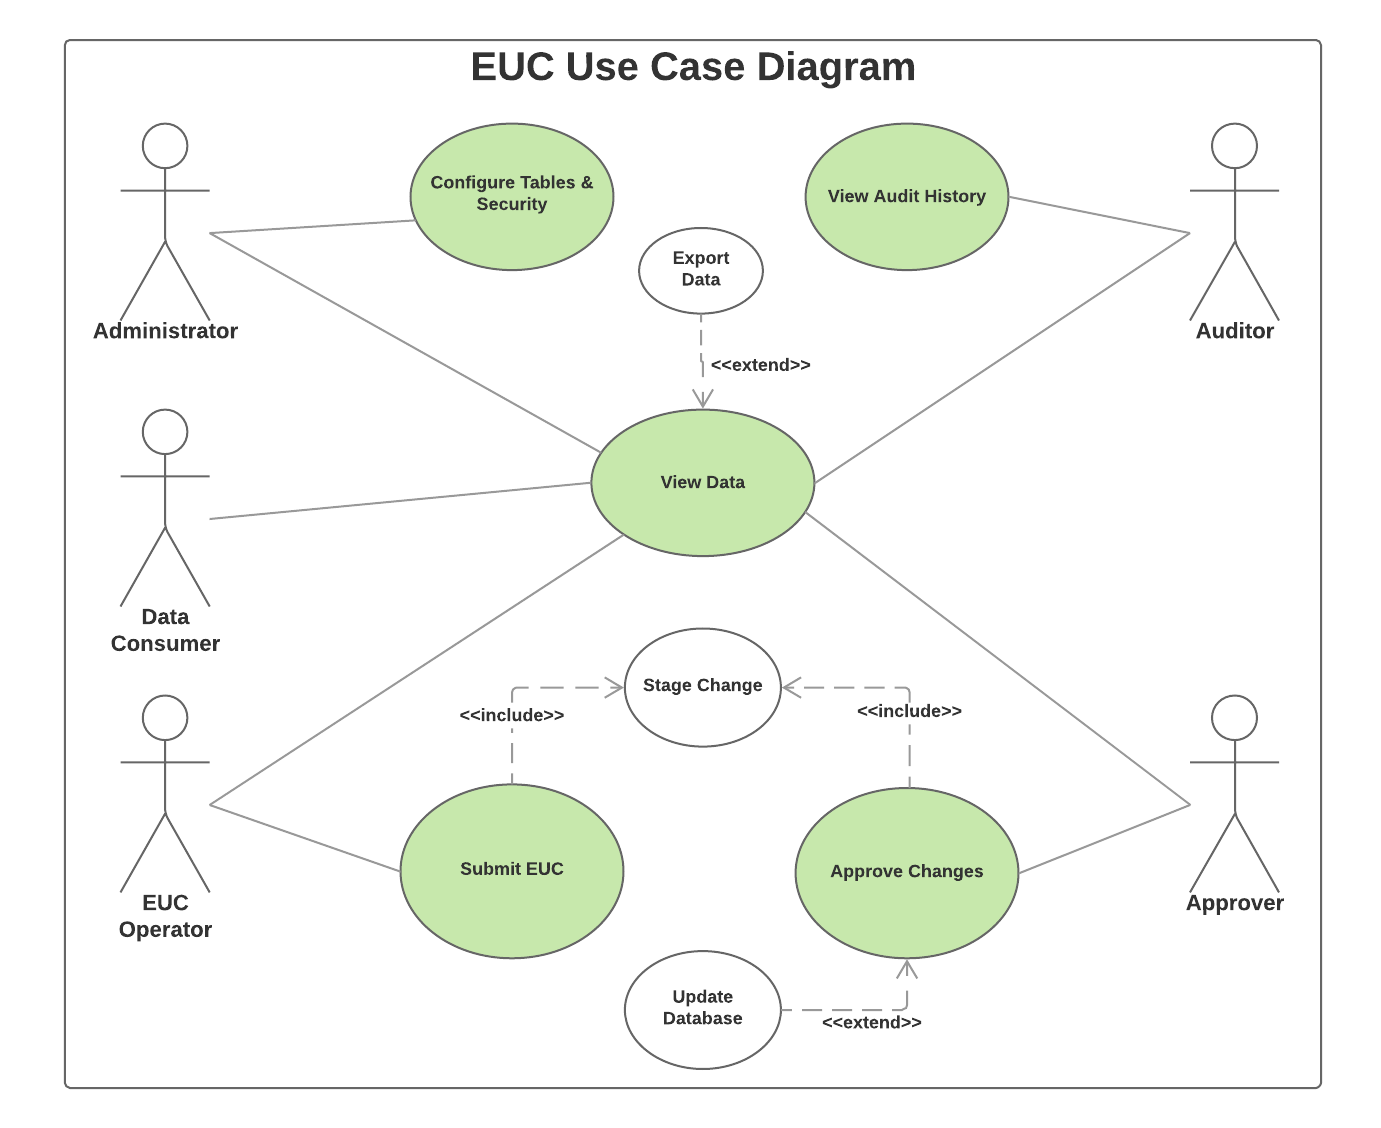 EUC Use Case Diagram
Configure Tables &
Security
View Audit History
Export
Data
Administrator
Auditor
<<extend>>
View Data
Data
Consumer
Stage Change
<<include>>
<<include>>
Submit EUC
Approve Changes
EUC
Operator
Approver
Update
Database
<<extend>>